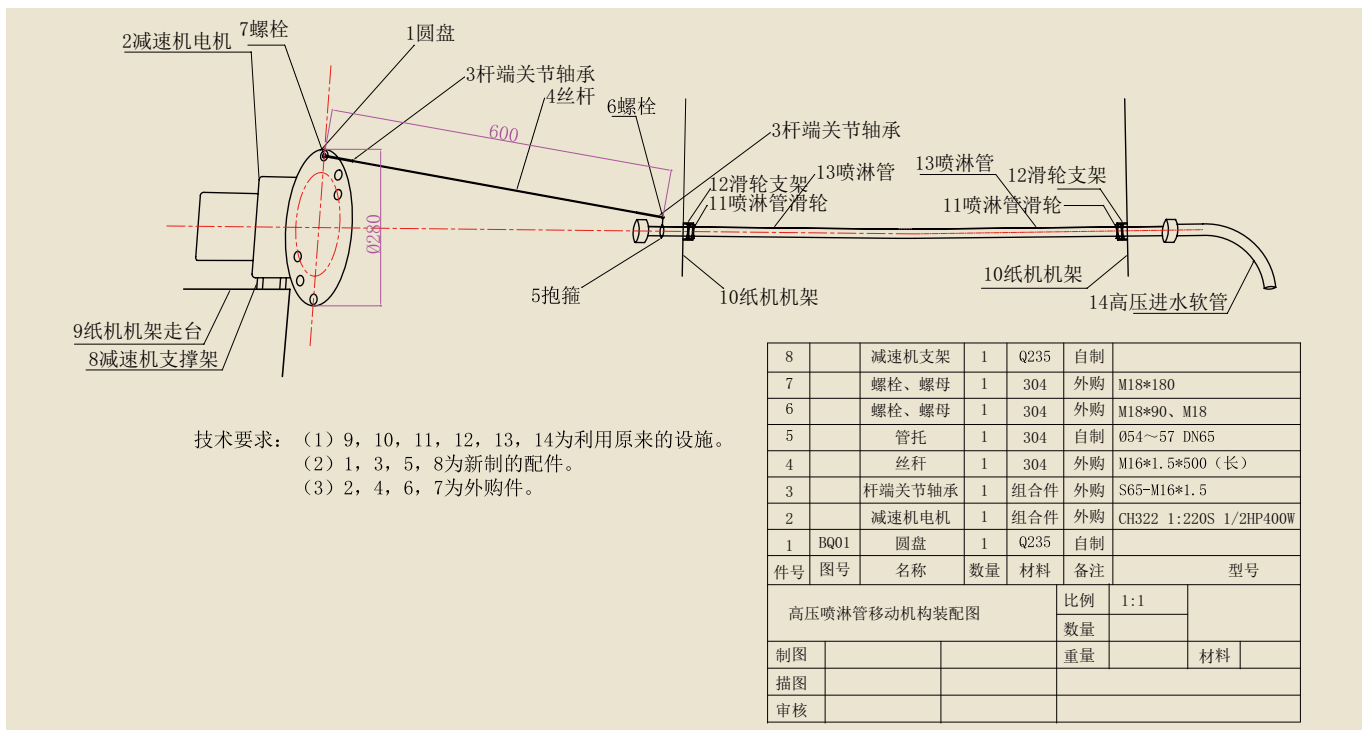 7螺栓
1圆盘
2减速机电机
3杆端关节轴承
4丝杆
6螺栓
600
3杆端关节轴承
13喷淋管
13喷淋管
12滑轮支架
12滑轮支架
11喷淋管滑轮
11喷淋管滑轮
Ø280
5抱箍
10纸机机架
10纸机机架
14高压进水软管
9纸机机架走台
8减速机支撑架
技术要求：（1）9，10，11，12，13，14为利用原来的设施。
（2）1，3，5，8为新制的配件。
（3）2，4，6，7为外购件。
8 减速机支架 1 Q235 自制
7 螺栓、螺母 1 304 外购 M18*180
6 螺栓、螺母 1 304 外购 M18*90、M18
5 管托 1 304 自制 Ø54～57 DN65
4 丝秆 1 304 外购 M16*1.5*500（长）
3 杆端关节轴承 1 组合件 外购 S65-M16*1.5
2 减速机电机 1 组合件 外购 CH322 1:220S 1/2HP400W
1 BQ01 圆盘 1 Q235 自制
件号 图号 名称 数量 材料 备注 型号
高压喷淋管移动机构装配图 比例 1:1
数量
制图 重量 材料
描图
审核